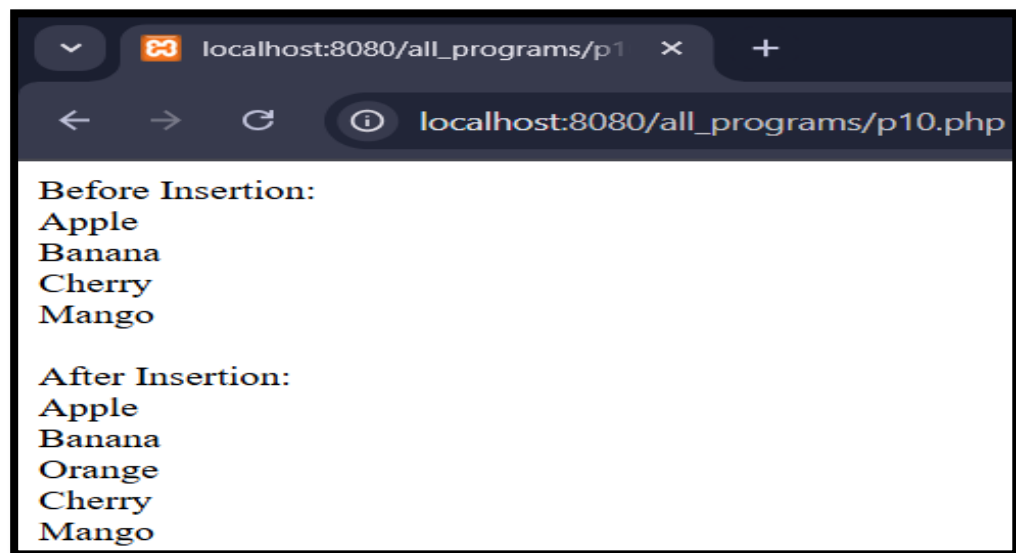 localhost:8080/all_programs/p1
localhost:8080/all_programs/p10.php
Before Insertion:
Apple
Banana
Cherry
Mango
After Insertion:
Apple
Banana
Orange
Cherry
Mango